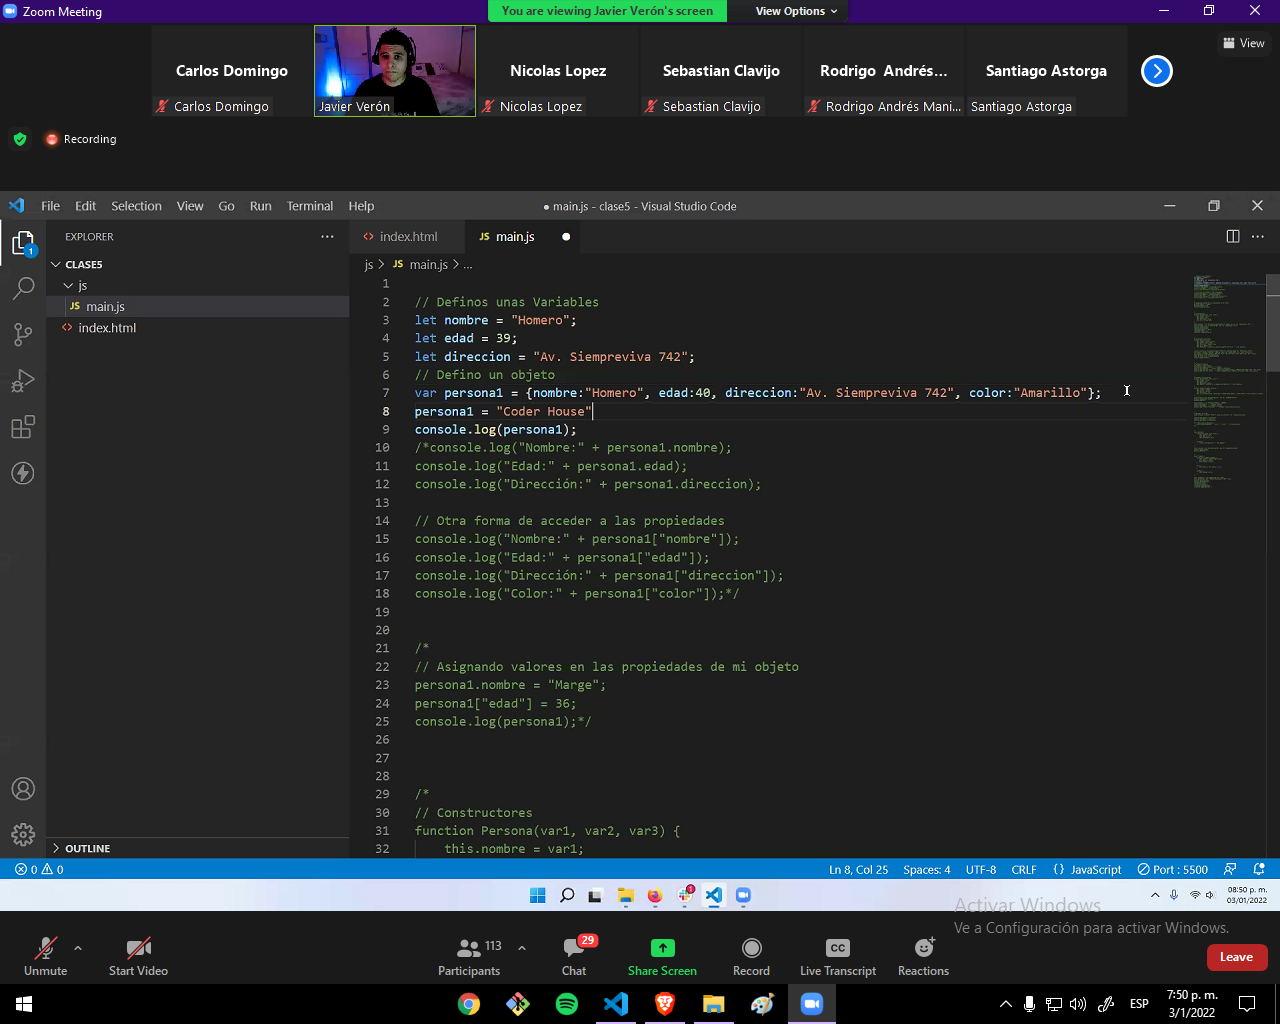 Zoom Meeting
You are viewing Javier Verón's screen
View Options
Carlos Domingo
Nicolas Lopez
Sebastian Clavijo
Rodrigo Andrés...
Santiago Astorga
View
Carlos Domingo
Javier Verón
Nicolas Lopez
Sebastian Clavijo
Rodrigo Andrés Mani...
Santiago Astorga
Recording
File Edit Selection View Go Run Terminal Help
● main.js - clase5 - Visual Studio Code
EXPLORER
CLASE5
js
JS main.js
index.html
OUTLINE
1
index.html
JS main.js
js > JS main.js > ...
1
2 // Definos unas Variables
3 let nombre = "Homero";
4 let edad = 39;
5 let direccion = "Av. Siempreviva 742";
6 // Defino un objeto
7 var persona1 = {nombre:"Homero", edad:40, direccion:"Av. Siempreviva 742", color:"Amarillo"};
8 persona1 = "Coder House"
9 console.log(persona1);
10 /*console.log("Nombre:" + persona1.nombre);
11 console.log("Edad:" + persona1.edad);
12 console.log("Dirección:" + persona1.direccion);
13
14 // Otra forma de acceder a las propiedades
15 console.log("Nombre:" + persona1["nombre"]);
16 console.log("Edad:" + persona1["edad"]);
17 console.log("Dirección:" + persona1["direccion"]);
18 console.log("Color:" + persona1["color"]);*/
19
20
21 /*
22 // Asignando valores en las propiedades de mi objeto
23 persona1.nombre = "Marge";
24 persona1["edad"] = 36;
25 console.log(persona1);*/
26
27
28
29 /*
30 // Constructores
31 function Persona(var1, var2, var3) {
32 this.nombre = var1;
0 0
Ln 8, Col 25 Spaces: 4 UTF-8 CRLF {} JavaScript Port : 5500
08:50 p. m.
03/01/2022
Activar Windows
Ve a Configuración para activar Windows.
Unmute
Start Video
113
Participants
29
Chat
Share Screen
Record
CC
Live Transcript
Reactions
Leave
ESP
7:50 p. m.
3/1/2022